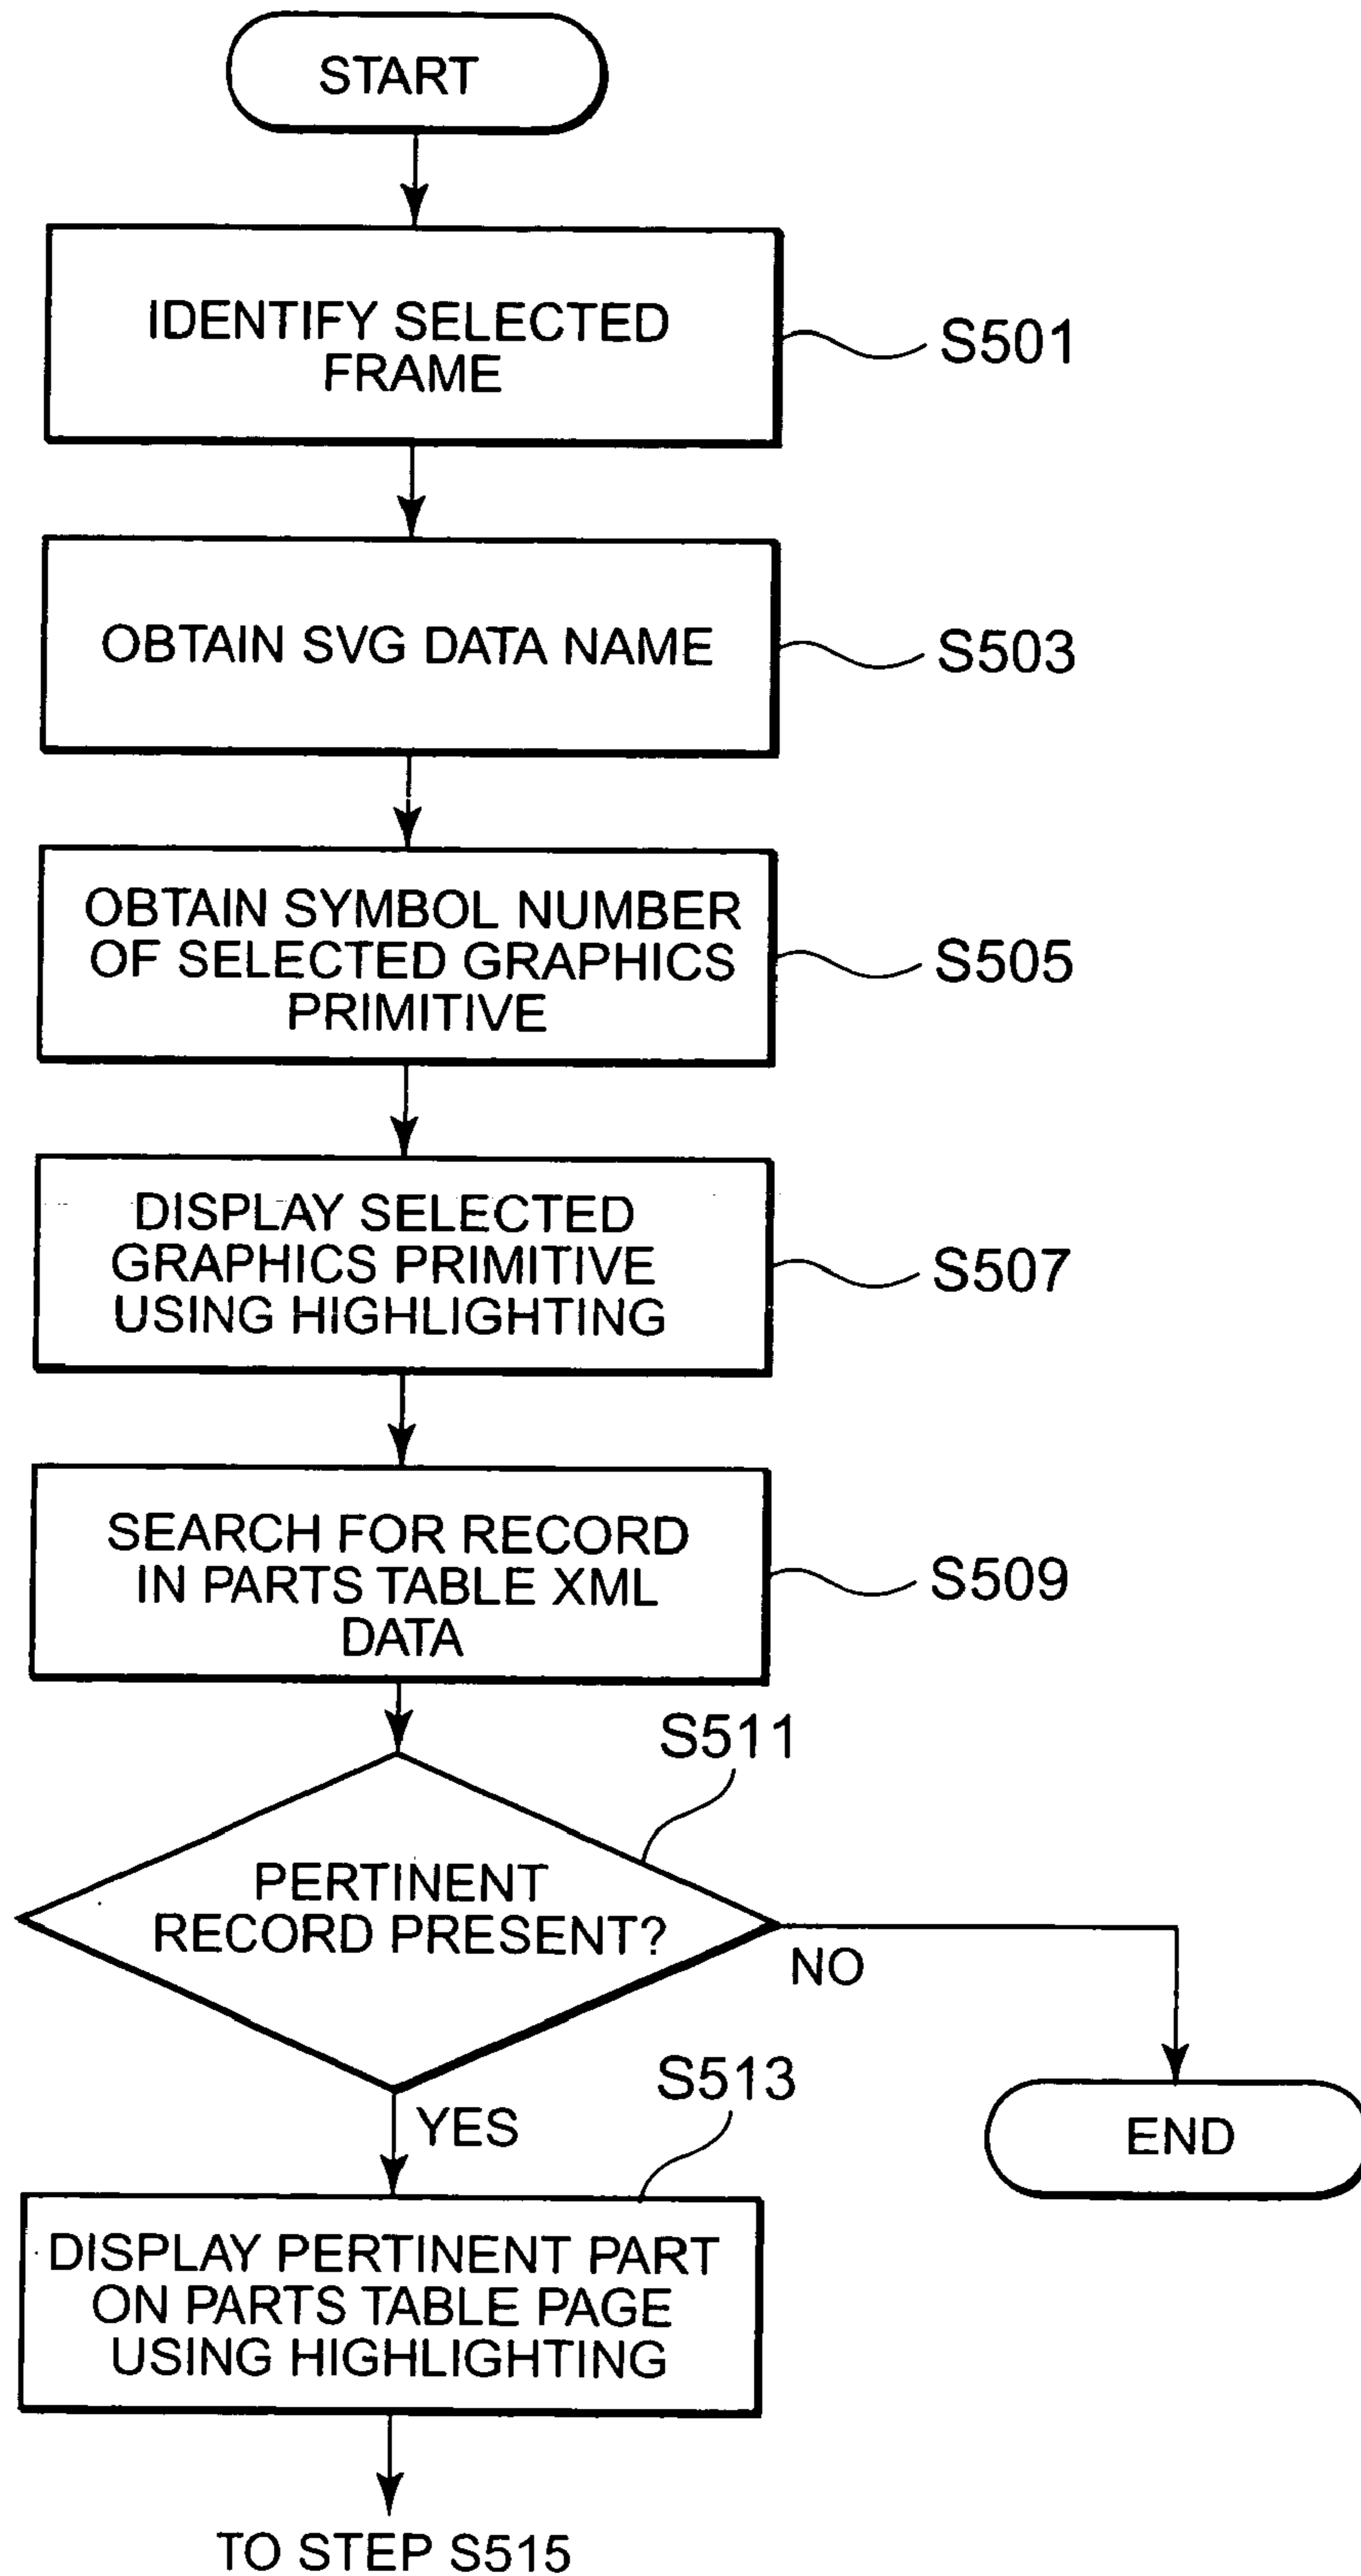 START
IDENTIFY SELECTED
FRAME
S501
OBTAIN SVG DATA NAME
S503
OBTAIN SYMBOL NUMBER
OF SELECTED GRAPHICS
PRIMITIVE
S505
DISPLAY SELECTED
GRAPHICS PRIMITIVE
USING HIGHLIGHTING
S507
SEARCH FOR RECORD
IN PARTS TABLE XML
DATA
S509
S511
PERTINENT
RECORD PRESENT?
NO
END
YES
S513
DISPLAY PERTINENT PART
ON PARTS TABLE PAGE
USING HIGHLIGHTING
TO STEP S515